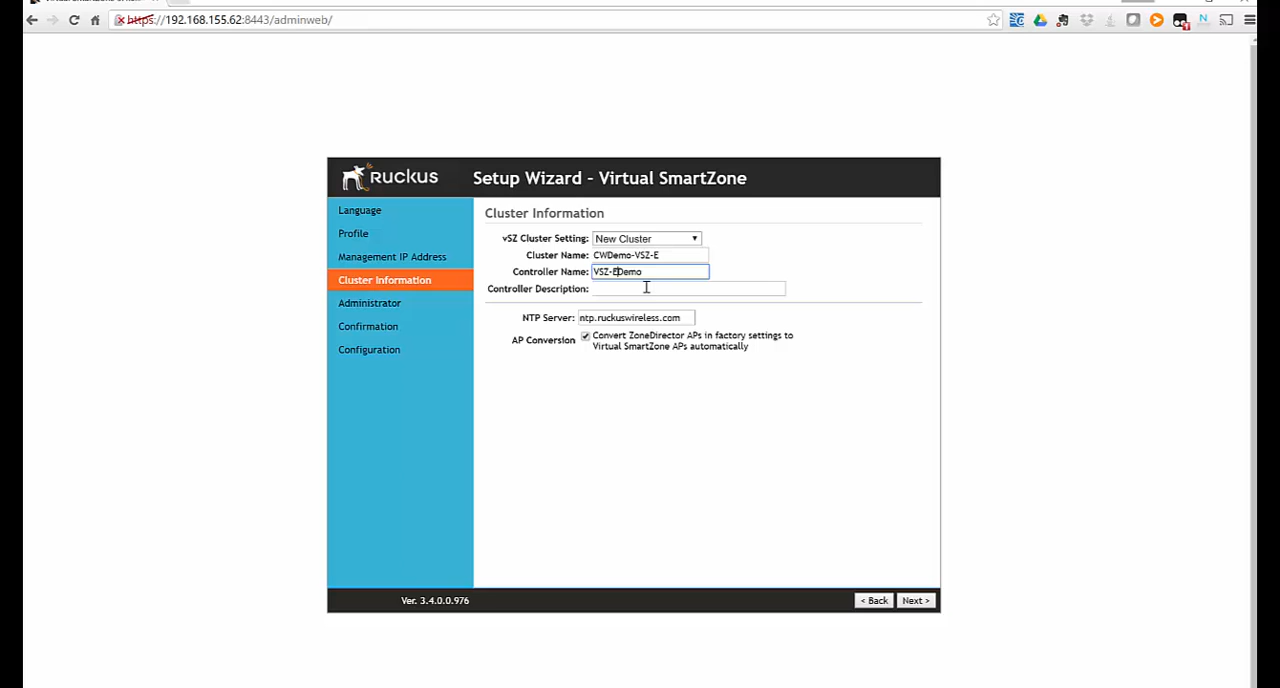 https://192.168.155.62:8443/adminweb/
RUCKUS
Setup Wizard - Virtual SmartZone
Language
Profile
Management IP Address
Cluster Information
Administrator
Confirmation
Configuration
Cluster Information
vSZ Cluster Setting: New Cluster
Cluster Name: CWDemo-VSZ-E
Controller Name: VSZ-EDemo
Controller Description:
NTP Server: ntp.ruckuswireless.com
AP Conversion Convert ZoneDirector APs in factory settings to
Virtual SmartZone APs automatically
Ver. 3.4.0.0.976
< Back Next >